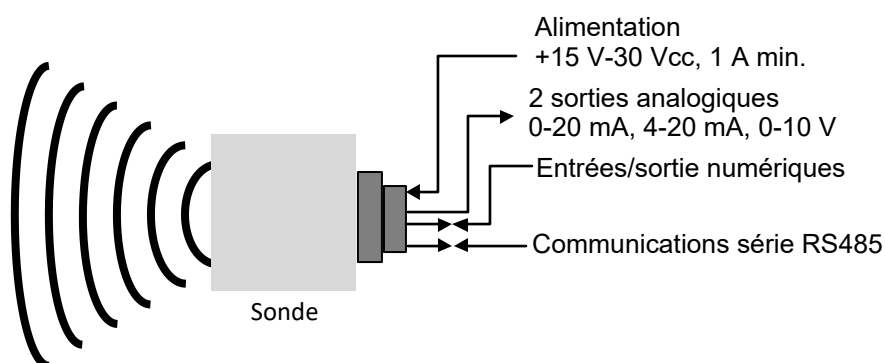 Alimentation
+15 V-30 Vcc, 1 A min.
2 sorties analogiques
0-20 mA, 4-20 mA, 0-10 V
Entrées/sortie numériques
Communications série RS485
Sonde